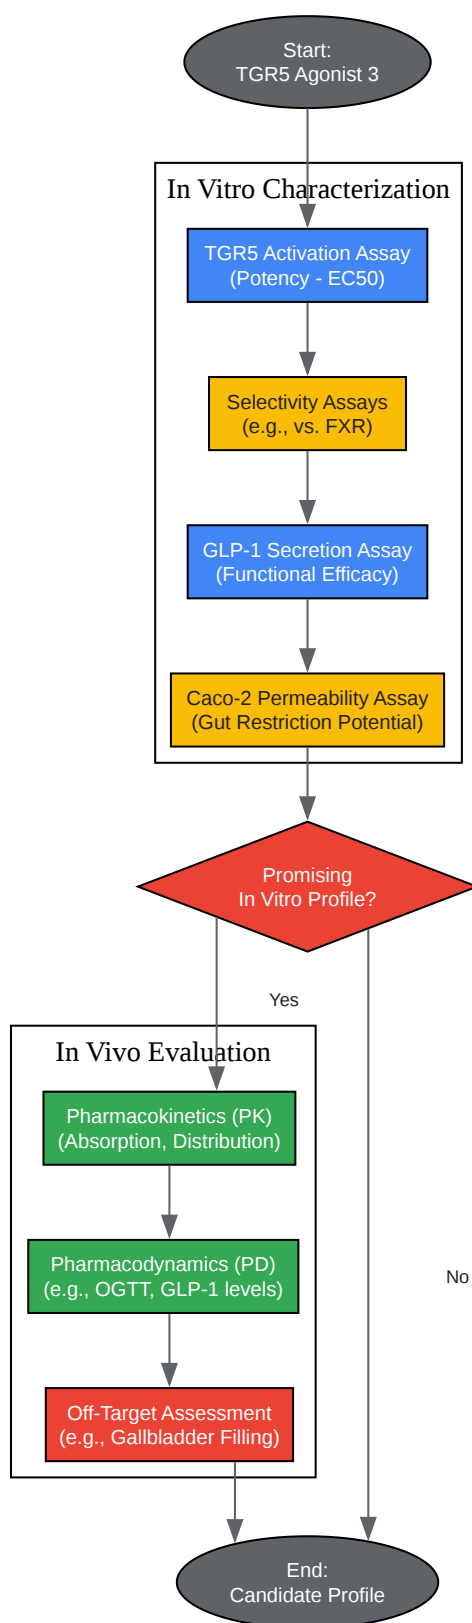 Start:
TGR5 Agonist 3
In Vitro Characterization
TGR5 Activation Assay
(Potency - EC50)
Selectivity Assays
(e.g., vs. FXR)
GLP-1 Secretion Assay
(Functional Efficacy)
Caco-2 Permeability Assay
(Gut Restriction Potential)
Promising
In Vitro Profile?
Yes
In Vivo Evaluation
Pharmacokinetics (PK)
(Absorption, Distribution)
Pharmacodynamics (PD)
(e.g., OGTT, GLP-1 levels)
No
Off-Target Assessment
(e.g., Gallbladder Filling)
End:
Candidate Profile